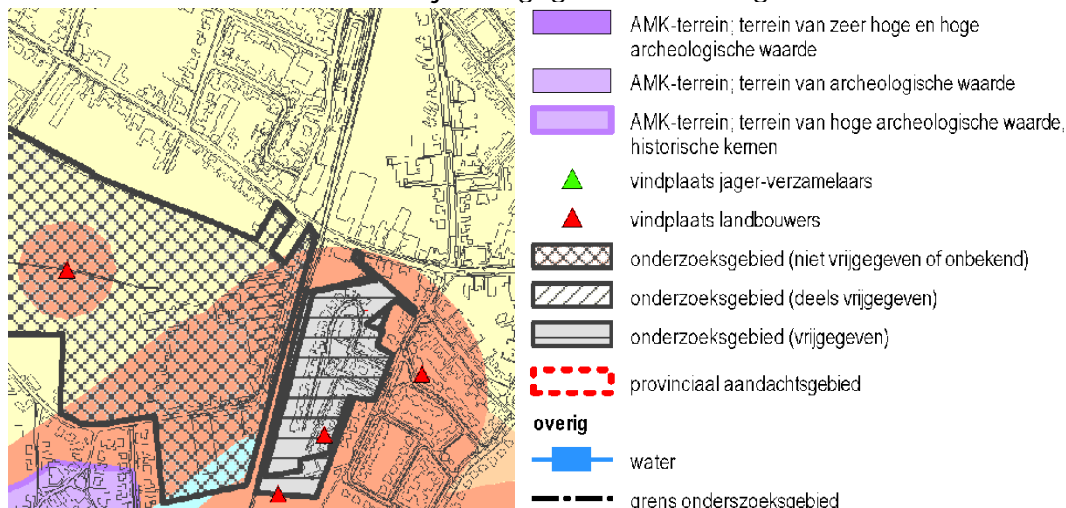 AMK-terrein; terrein van zeer hoge en hoge
archeologische waarde
AMK-terrein; terrein van archeologische waarde
AMK-terrein; terrein van hoge archeologische waarde,
historische kernen
vindplaats jager-verzamelaars
vindplaats landbouwers
onderzoeksgebied (niet vrijgegeven of onbekend)
onderzoeksgebied (deels vrijgegeven)
onderzoeksgebied (vrijgegeven)
provinciaal aandachtsgebied
overig
water
grens onderszoeksgebied